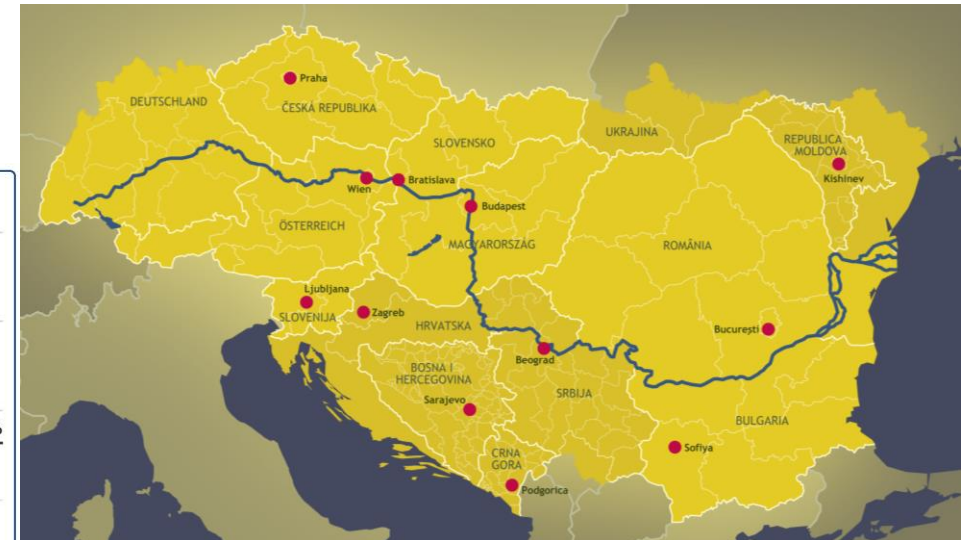 Praha
DEUTSCHLAND
ČESKÁ REPUBLIKA
UKRAJINA
SLOVENSKO
REPUBLICA
MOLDOVA
Kishinev
Wien
Bratislava
Budapest
ÖSTERREICH
MAGYARORSZÁG
ROMÂNIA
Ljubljana
SLOVENIJA
Zagreb
HRVATSKA
București
Beograd
BOSNA I
HERCEGOVINA
SRBIJA
Sarajevo
BULGARIA
Sofiya
CRNA
GORA
Podgorica